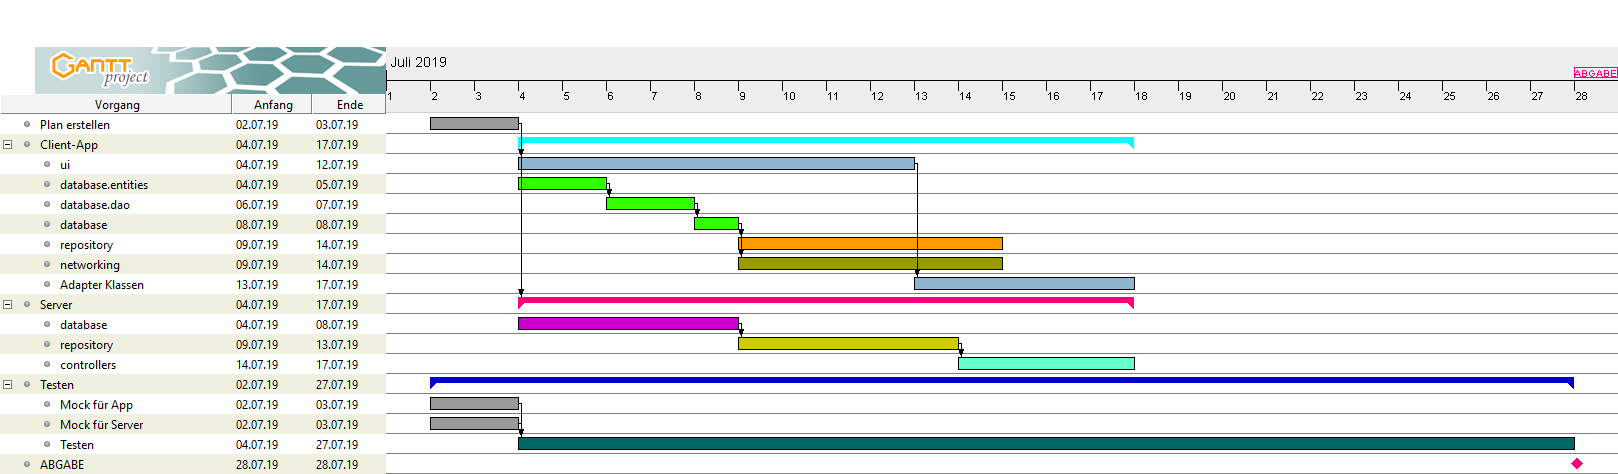 GANTT
project
Juli 2019
ABGABE
Vorgang Anfang Ende
1 2 3 4 5 6 7 8 9 10 11 12 13 14 15 16 17 18 19 20 21 22 23 24 25 26 27 28
Plan erstellen 02.07.19 03.07.19
Client-App 04.07.19 17.07.19
ui 04.07.19 12.07.19
database.entities 04.07.19 05.07.19
database.dao 06.07.19 07.07.19
database 08.07.19 08.07.19
repository 09.07.19 14.07.19
networking 09.07.19 14.07.19
Adapter Klassen 13.07.19 17.07.19
Server 04.07.19 17.07.19
database 04.07.19 08.07.19
repository 09.07.19 13.07.19
controllers 14.07.19 17.07.19
Testen 02.07.19 27.07.19
Mock für App 02.07.19 03.07.19
Mock für Server 02.07.19 03.07.19
Testen 04.07.19 27.07.19
ABGABE 28.07.19 28.07.19